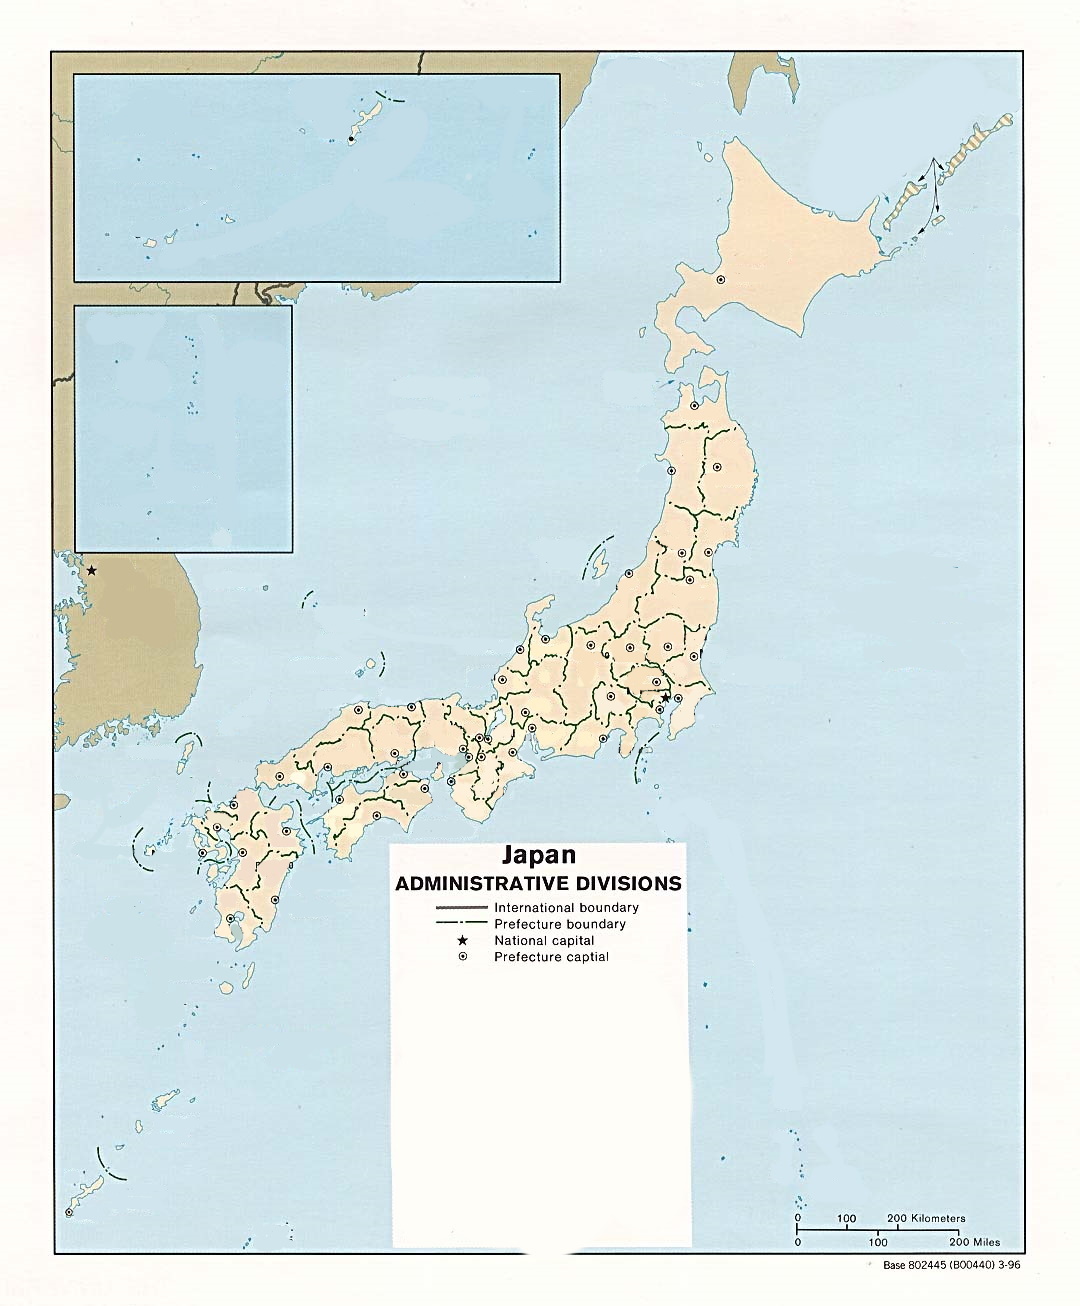 Japan
ADMINISTRATIVE DIVISIONS
International boundary
Prefecture boundary
National capital
Prefecture captial
0 100 200 Kilometers
0 100 200 Miles
Base 802445 (B00440) 3-96